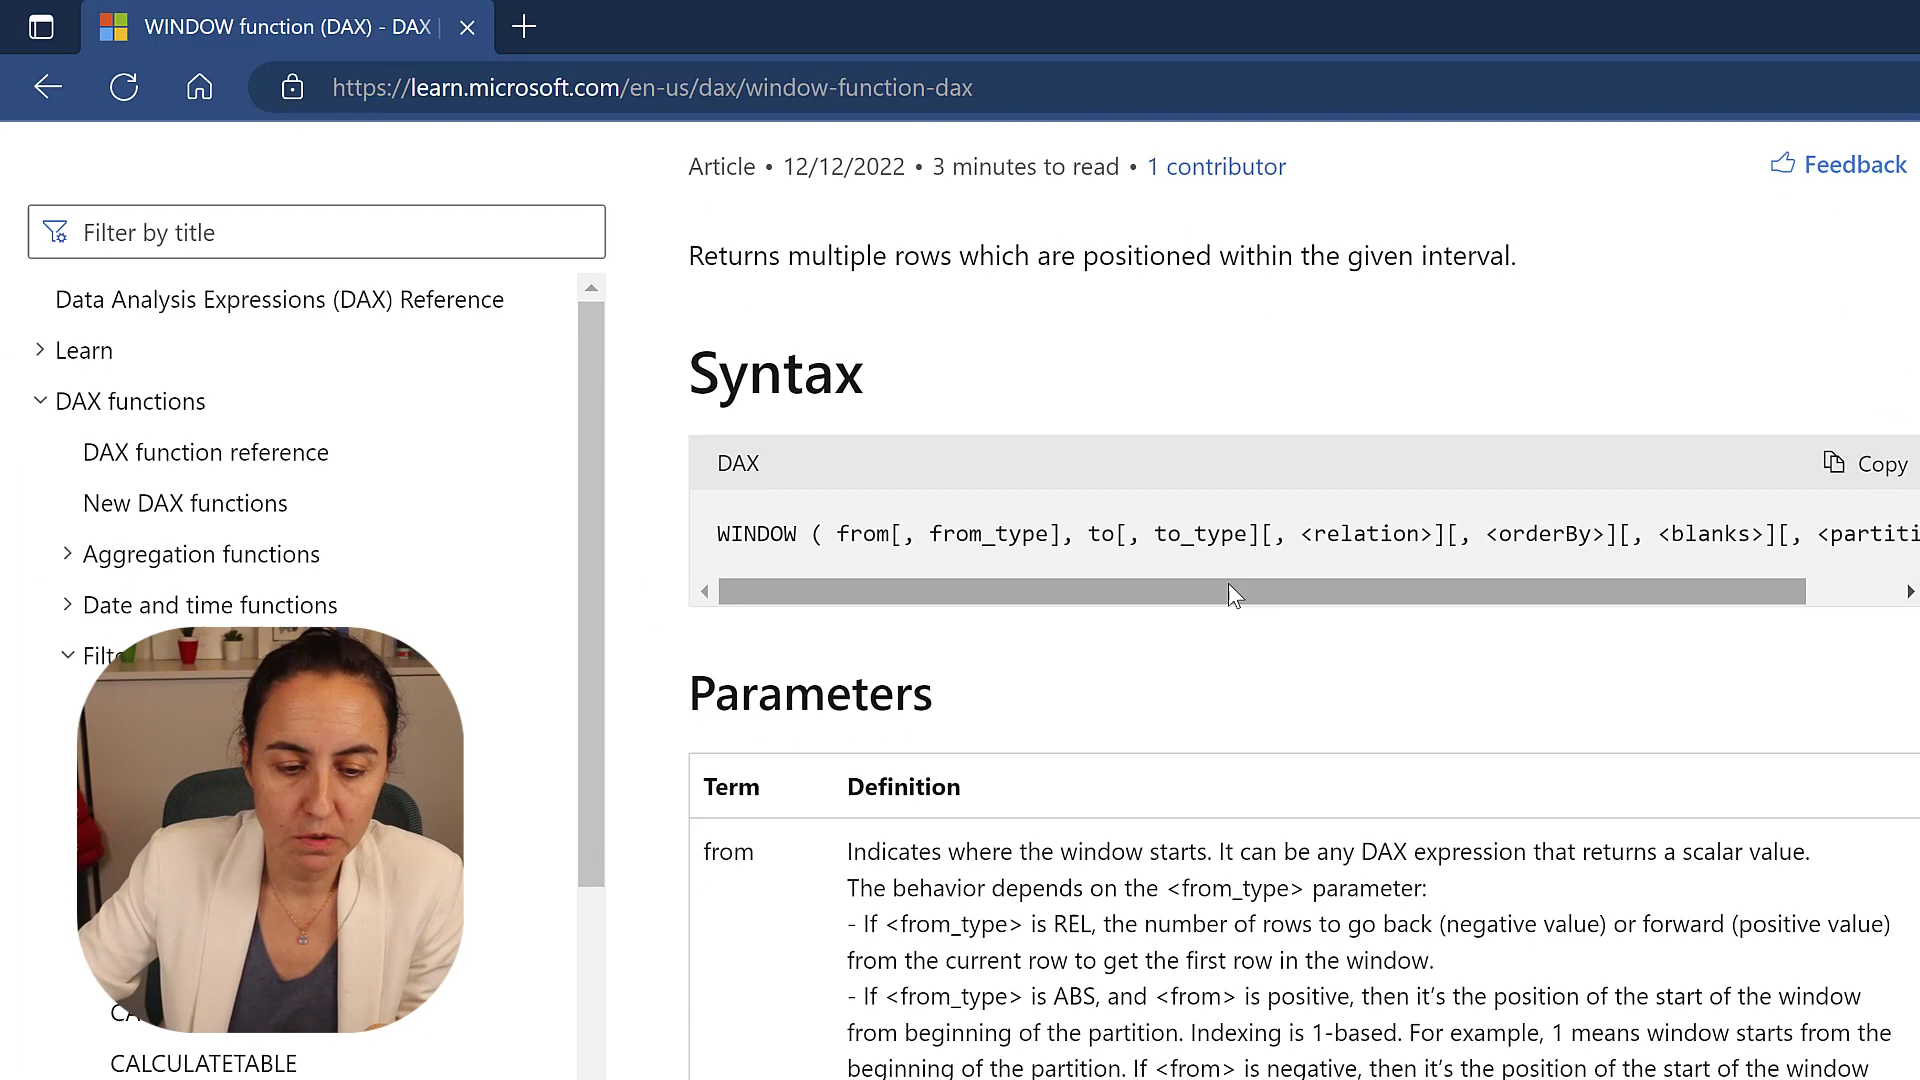 WINDOW function (DAX) - DAX |
https://learn.microsoft.com/en-us/dax/window-function-dax
Article • 12/12/2022 • 3 minutes to read • 1 contributor
Feedback
Filter by title
Data Analysis Expressions (DAX) Reference
Learn
DAX functions
DAX function reference
New DAX functions
Aggregation functions
Date and time functions
CALCULATETABLE
Returns multiple rows which are positioned within the given interval.
Syntax
DAX
Copy
WINDOW ( from[, from_type], to[, to_type][, <relation>][, <orderBy>][, <blanks>][, <partiti
Parameters
Term Definition
from Indicates where the window starts. It can be any DAX expression that returns a scalar value.
The behavior depends on the <from_type> parameter:
- If <from_type> is REL, the number of rows to go back (negative value) or forward (positive value)
from the current row to get the first row in the window.
- If <from_type> is ABS, and <from> is positive, then it’s the position of the start of the window
from beginning of the partition. Indexing is 1-based. For example, 1 means window starts from the
beginning of the partition. If <from> is negative, then it’s the position of the start of the window